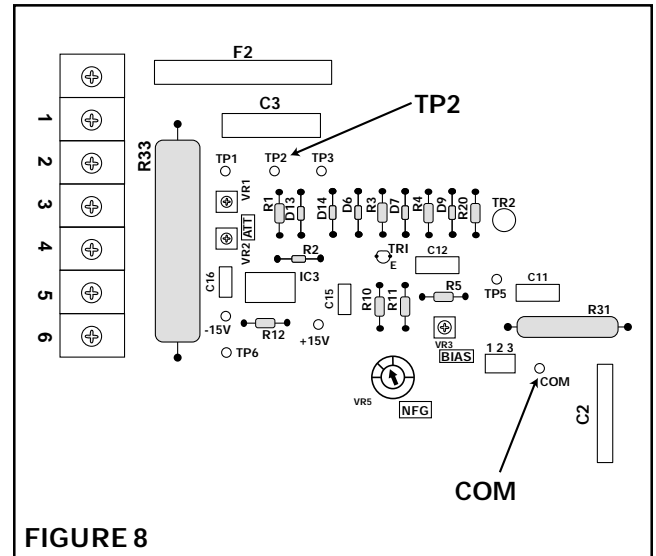 F2
C3
TP2
1
2
3
4
5
6
R33
TP1
TP2
TP3
VR1
VR2
ATT
R1
D13
D14
D6
R3
D7
R4
D9
R20
TR2
R2
TR1
E
C12
C16
IC3
C15
R10
R11
R5
TP5
C11
-15V
R12
+15V
TP6
VR3
BIAS
R31
1 2 3
COM
VR5
NFG
C2
COM
FIGURE 8